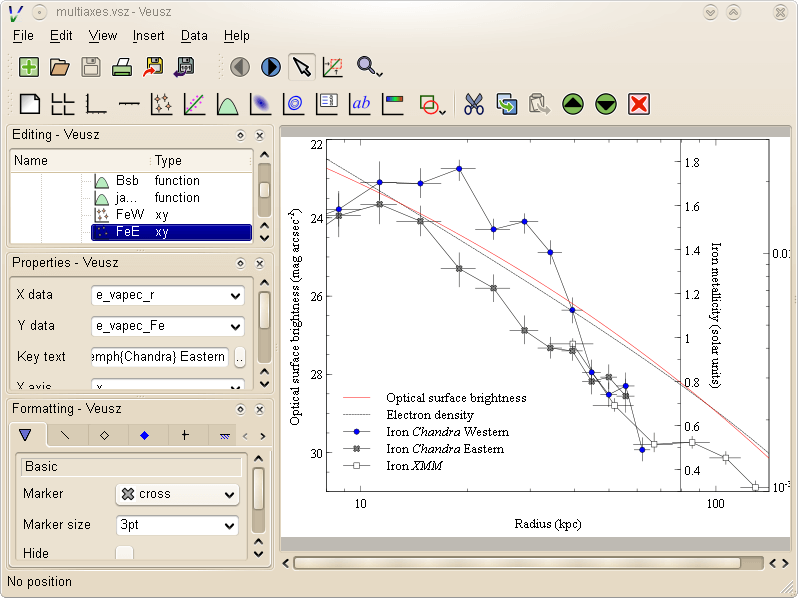 multiaxes.vsz - Veusz
File Edit View Insert Data Help
ab
Editing - Veusz
Name Type
Bsb function
ja... function
FeW xy
FeE xy
Properties - Veusz
X data e_vapec_r
Y data e_vapec_Fe
Key text emph{Chandra} Eastern ..
X axis x
Formatting - Veusz
Basic
Marker cross
Marker size 3pt
Hide
No position
Optical surface brightness (mag arcsec⁻²)
22
24
26
28
30
Optical surface brightness
Electron density
Iron Chandra Western
Iron Chandra Eastern
Iron XMM
10 100
Radius (kpc)
1.8
1.6
1.4
1.2
1
0.8
0.6
0.4
Iron metallicity (solar units)
0.01
10⁻³